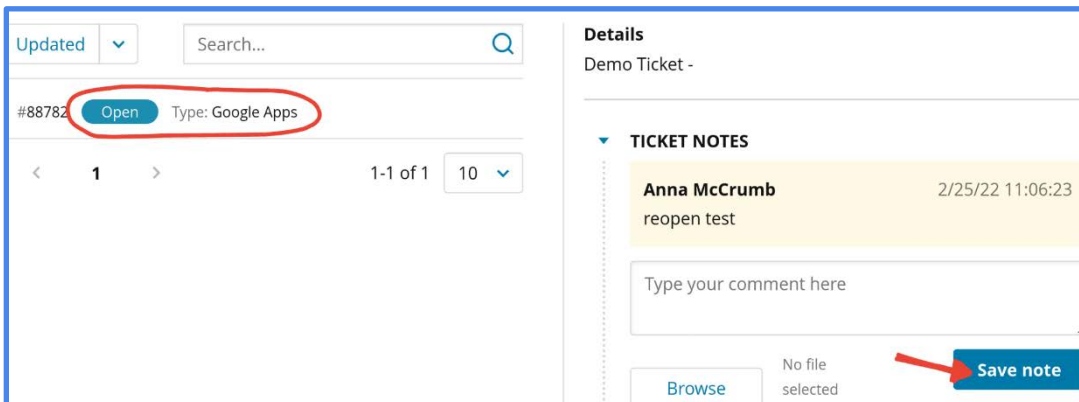 Updated
Search...
#88782 Open Type: Google Apps
1
1-1 of 1
10
Details
Demo Ticket -
TICKET NOTES
Anna McCrumb 2/25/22 11:06:23
reopen test
Type your comment here
Browse
No file
selected
Save note